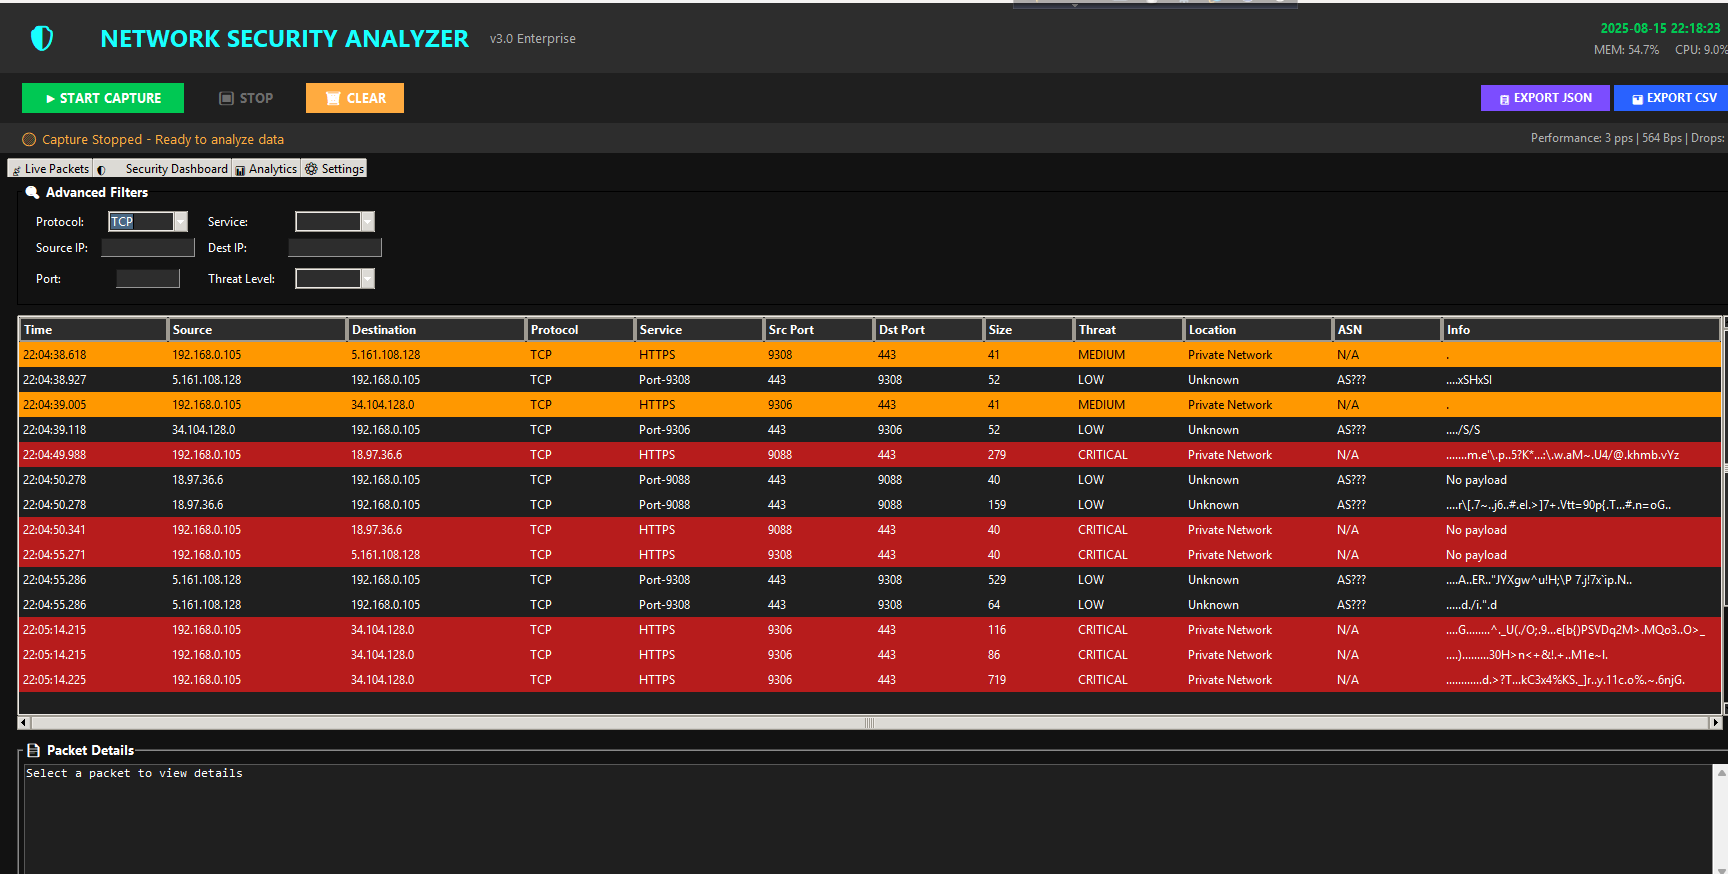 NETWORK SECURITY ANALYZER v3.0 Enterprise
2025-08-15 22:18:23
MEM: 54.7% CPU: 9.0%
START CAPTURE STOP CLEAR EXPORT JSON EXPORT CSV
Capture Stopped - Ready to analyze data Performance: 3 pps | 564 Bps | Drops:
Live Packets Security Dashboard Analytics Settings
Advanced Filters
Protocol: TCP Service:
Source IP: Dest IP:
Port: Threat Level:
Time Source Destination Protocol Service Src Port Dst Port Size Threat Location ASN Info
22:04:38.618 192.168.0.105 5.161.108.128 TCP HTTPS 9308 443 41 MEDIUM Private Network N/A .
22:04:38.927 5.161.108.128 192.168.0.105 TCP Port-9308 443 9308 52 LOW Unknown AS??? ....xSHxSI
22:04:39.005 192.168.0.105 34.104.128.0 TCP HTTPS 9306 443 41 MEDIUM Private Network N/A .
22:04:39.118 34.104.128.0 192.168.0.105 TCP Port-9306 443 9306 52 LOW Unknown AS??? ..../S/S
22:04:49.988 192.168.0.105 18.97.36.6 TCP HTTPS 9088 443 279 CRITICAL Private Network N/A .......m.e'\.p..5?K*...:\.w.aM~.U4/@.khmb.vYz
22:04:50.278 18.97.36.6 192.168.0.105 TCP Port-9088 443 9088 40 LOW Unknown AS??? No payload
22:04:50.278 18.97.36.6 192.168.0.105 TCP Port-9088 443 9088 159 LOW Unknown AS??? ....r\[.7~..j6..#.el.>]7+.Vtt=90p{.T...#.n=oG..
22:04:50.341 192.168.0.105 18.97.36.6 TCP HTTPS 9088 443 40 CRITICAL Private Network N/A No payload
22:04:55.271 192.168.0.105 5.161.108.128 TCP HTTPS 9308 443 40 CRITICAL Private Network N/A No payload
22:04:55.286 5.161.108.128 192.168.0.105 TCP Port-9308 443 9308 529 LOW Unknown AS??? ....A..ER.."JYXgw^u!H;\P 7.j!7x`ip.N..
22:04:55.286 5.161.108.128 192.168.0.105 TCP Port-9308 443 9308 64 LOW Unknown AS??? .....d./i.".d
22:05:14.215 192.168.0.105 34.104.128.0 TCP HTTPS 9306 443 116 CRITICAL Private Network N/A ....G........^._U(./O;.9...e[b{)PSVDq2M>.MQo3..O>_
22:05:14.215 192.168.0.105 34.104.128.0 TCP HTTPS 9306 443 86 CRITICAL Private Network N/A ....).........30H>n<+&!.+..M1e~I.
22:05:14.225 192.168.0.105 34.104.128.0 TCP HTTPS 9306 443 719 CRITICAL Private Network N/A ............d.>?T...kC3x4%KS._]r..y.11c.o%.~.6njG.
Packet Details
Select a packet to view details